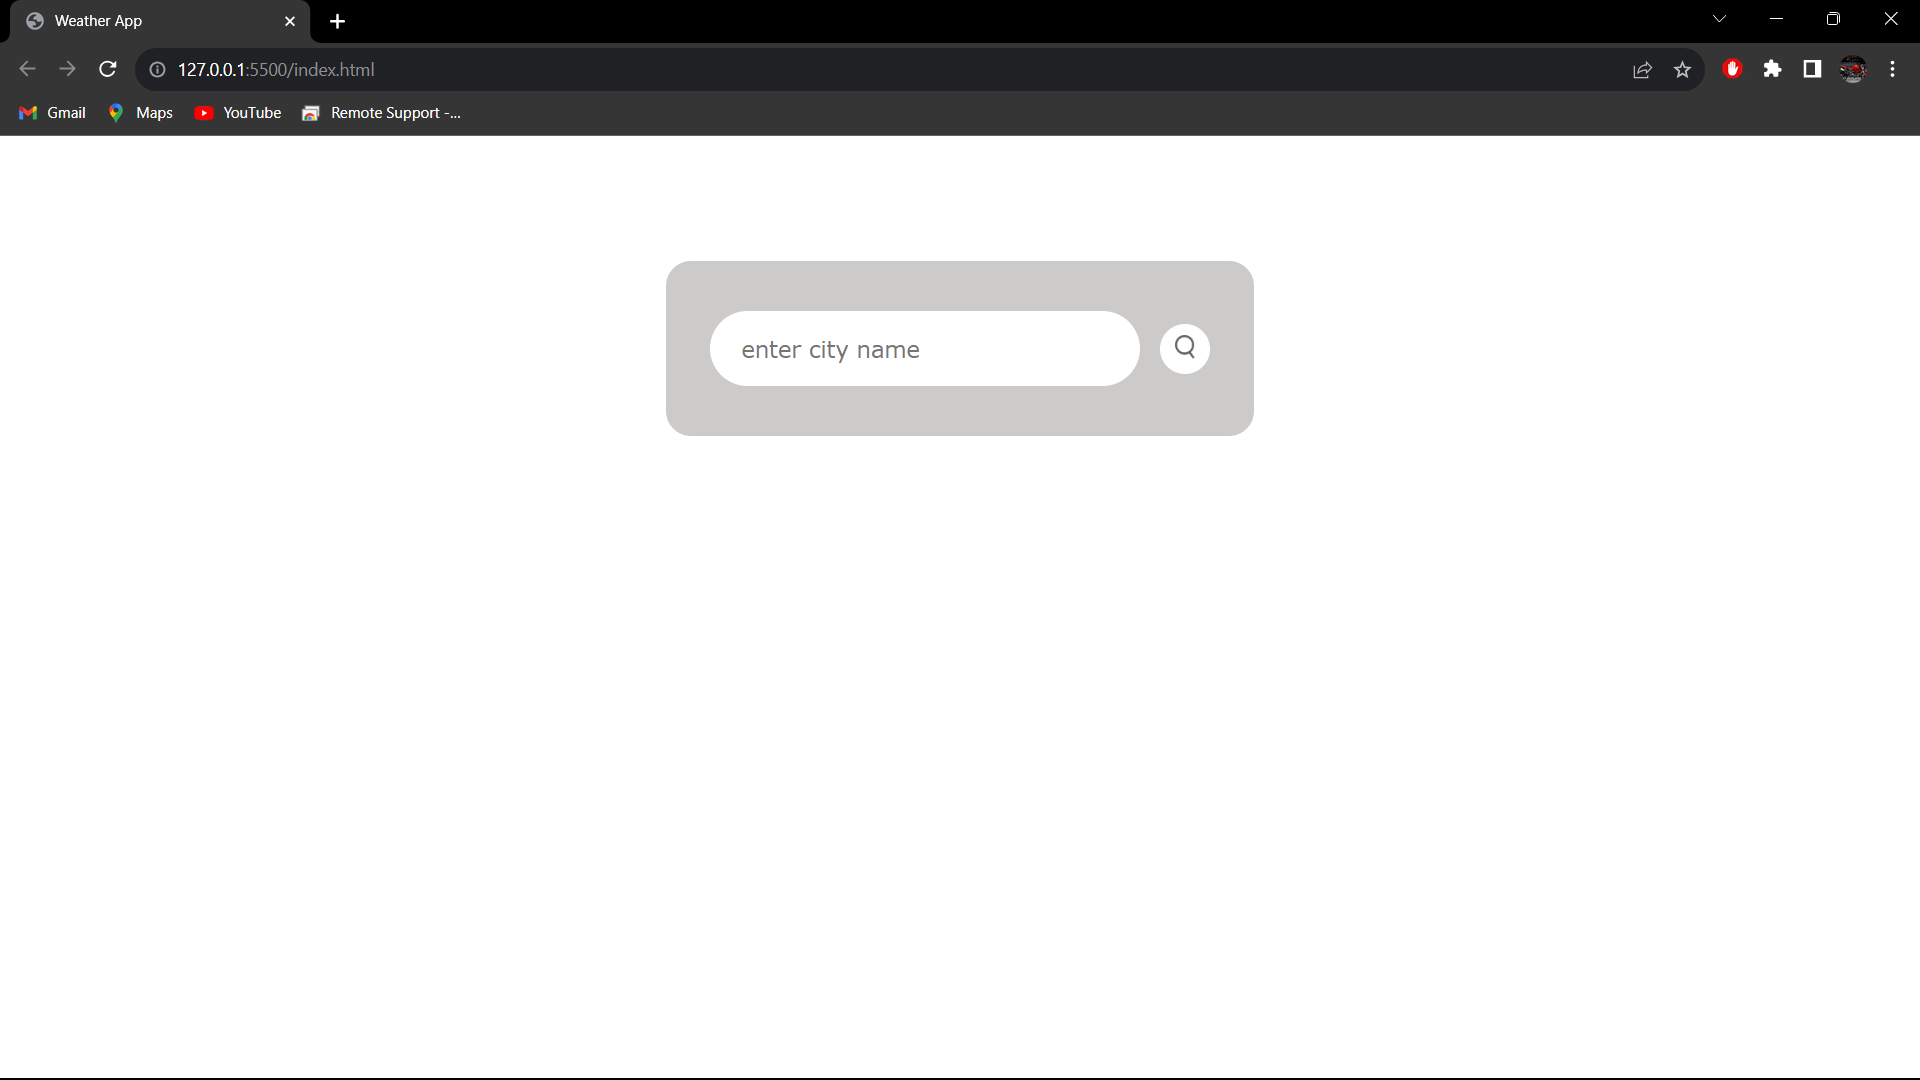 Weather App
127.0.0.1:5500/index.html
Gmail Maps YouTube Remote Support -...
enter city name